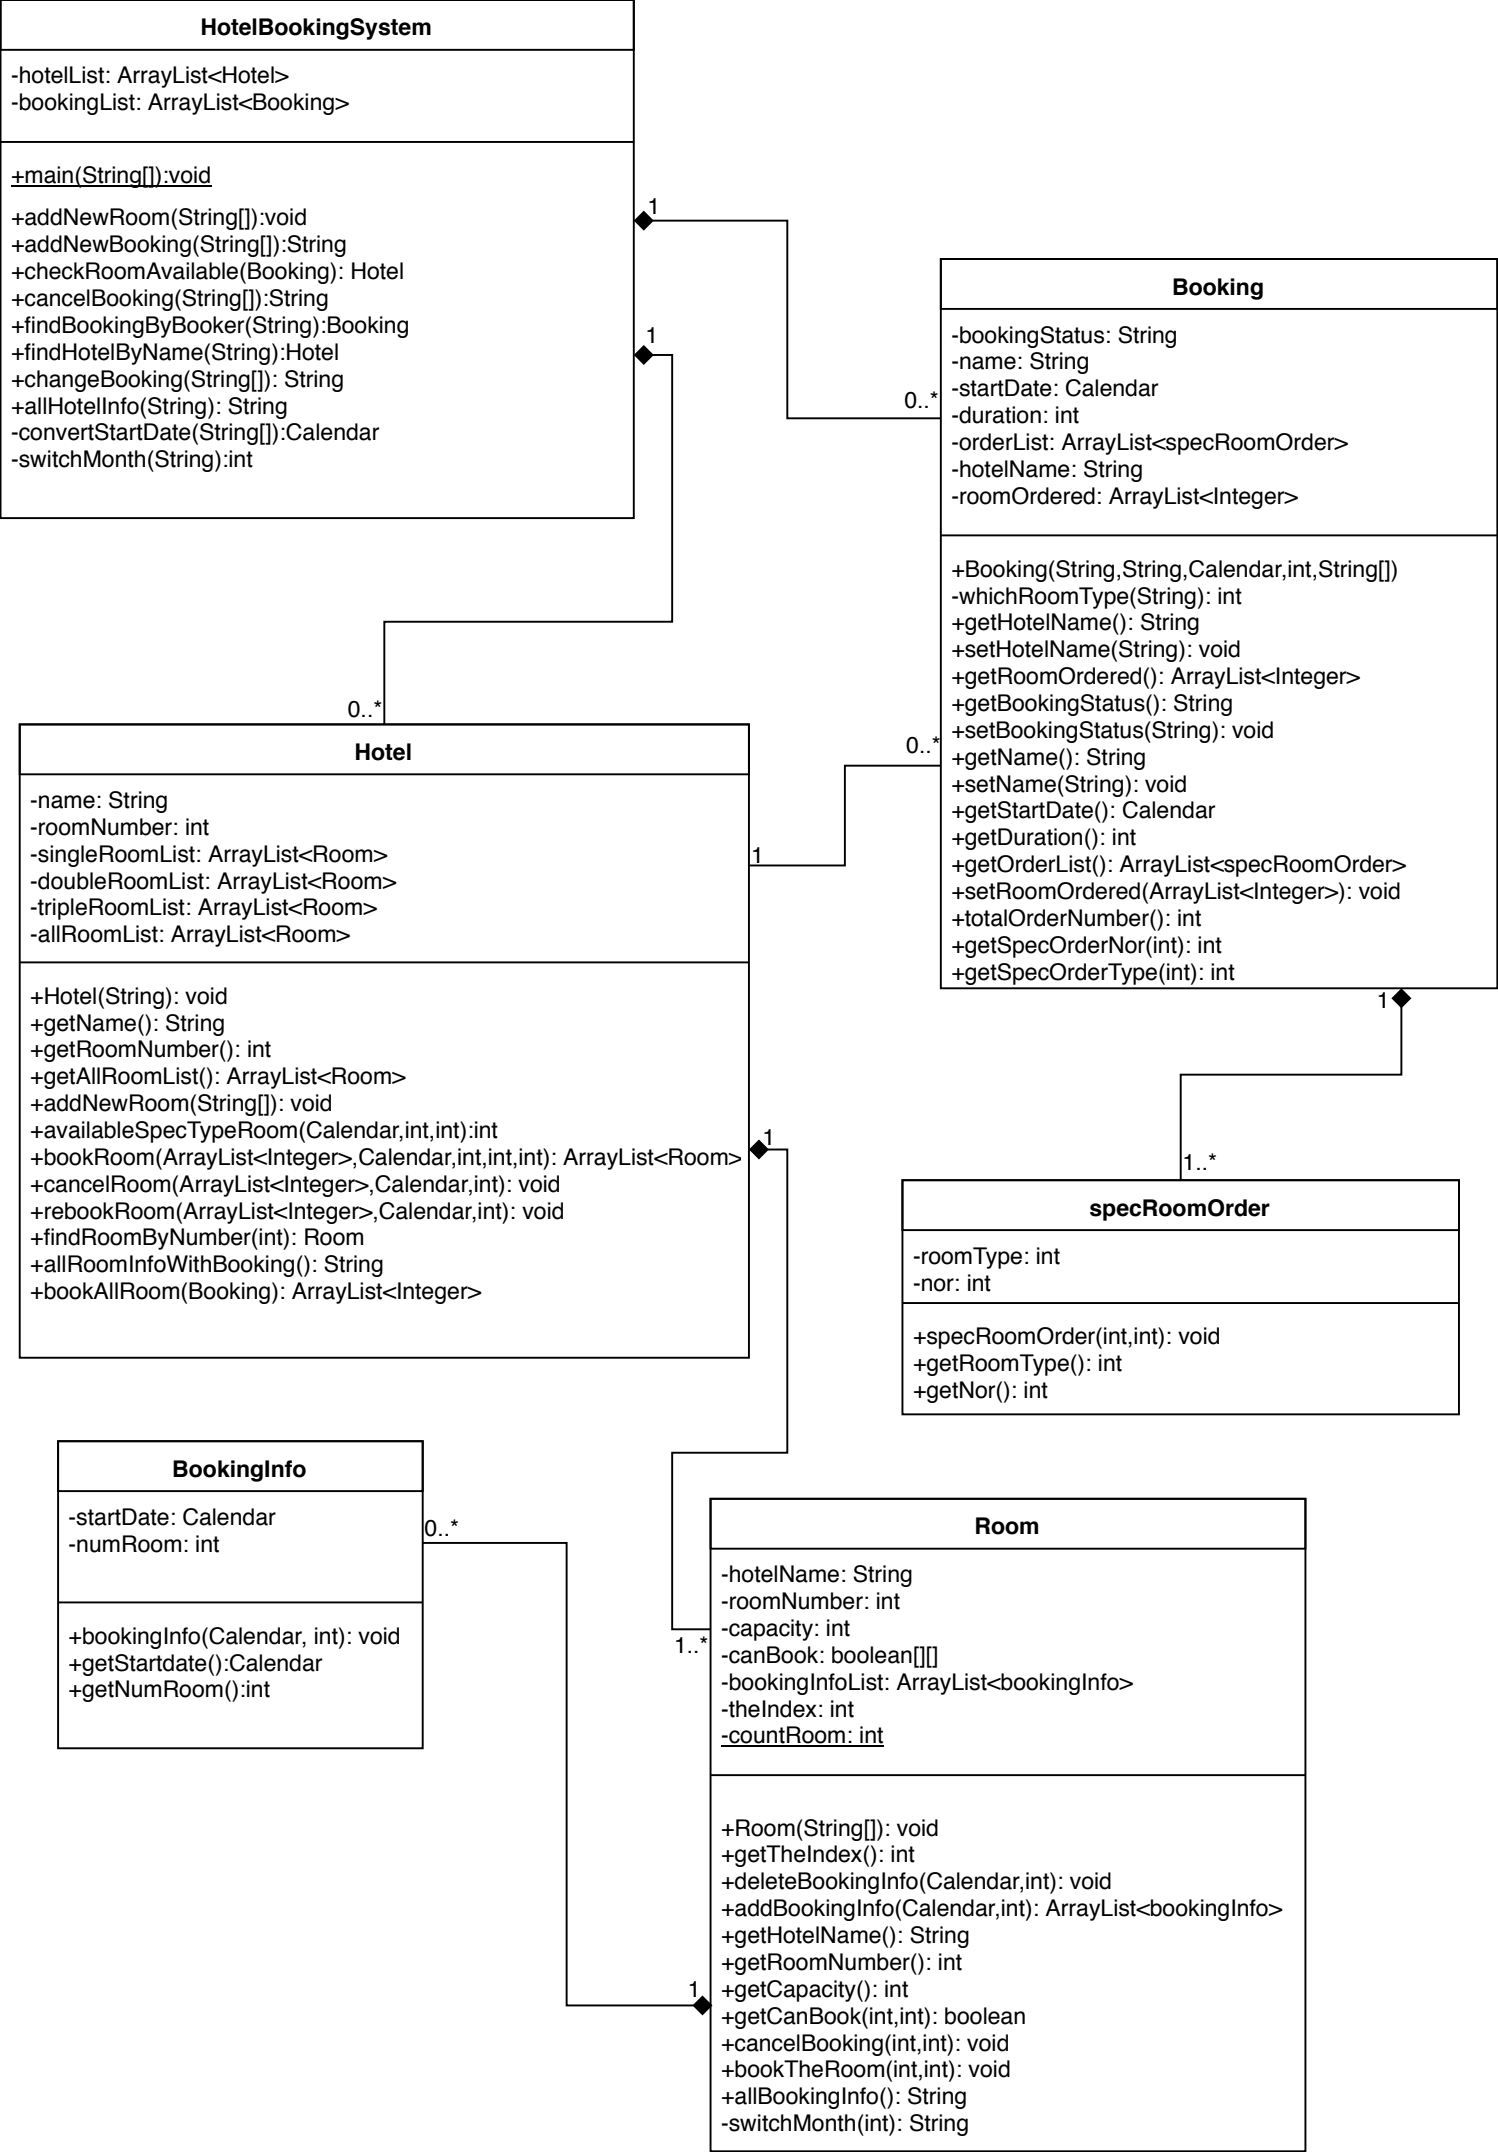 HotelBookingSystem
-hotelList: ArrayList<Hotel>
-bookingList: ArrayList<Booking>
+main(String[]):void
+addNewRoom(String[]):void
+addNewBooking(String[]):String
+checkRoomAvailable(Booking): Hotel
+cancelBooking(String[]):String
+findBookingByBooker(String):Booking
+findHotelByName(String):Hotel
+changeBooking(String[]): String
+allHotelInfo(String): String
-convertStartDate(String[]):Calendar
-switchMonth(String):int
1
1
0..*
0..*
Booking
-bookingStatus: String
-name: String
-startDate: Calendar
-duration: int
-orderList: ArrayList<specRoomOrder>
-hotelName: String
-roomOrdered: ArrayList<Integer>
+Booking(String,String,Calendar,int,String[])
-whichRoomType(String): int
+getHotelName(): String
+setHotelName(String): void
+getRoomOrdered(): ArrayList<Integer>
+getBookingStatus(): String
+setBookingStatus(String): void
+getName(): String
+setName(String): void
+getStartDate(): Calendar
+getDuration(): int
+getOrderList(): ArrayList<specRoomOrder>
+setRoomOrdered(ArrayList<Integer>): void
+totalOrderNumber(): int
+getSpecOrderNor(int): int
+getSpecOrderType(int): int
0..*
1
Hotel
-name: String
-roomNumber: int
-singleRoomList: ArrayList<Room>
-doubleRoomList: ArrayList<Room>
-tripleRoomList: ArrayList<Room>
-allRoomList: ArrayList<Room>
+Hotel(String): void
+getName(): String
+getRoomNumber(): int
+getAllRoomList(): ArrayList<Room>
+addNewRoom(String[]): void
+availableSpecTypeRoom(Calendar,int,int):int
+bookRoom(ArrayList<Integer>,Calendar,int,int,int): ArrayList<Room>
+cancelRoom(ArrayList<Integer>,Calendar,int): void
+rebookRoom(ArrayList<Integer>,Calendar,int): void
+findRoomByNumber(int): Room
+allRoomInfoWithBooking(): String
+bookAllRoom(Booking): ArrayList<Integer>
1
1
1..*
specRoomOrder
-roomType: int
-nor: int
+specRoomOrder(int,int): void
+getRoomType(): int
+getNor(): int
BookingInfo
-startDate: Calendar
-numRoom: int
+bookingInfo(Calendar, int): void
+getStartdate():Calendar
+getNumRoom():int
0..*
1..*
Room
-hotelName: String
-roomNumber: int
-capacity: int
-canBook: boolean[][]
-bookingInfoList: ArrayList<bookingInfo>
-theIndex: int
-countRoom: int
+Room(String[]): void
+getTheIndex(): int
+deleteBookingInfo(Calendar,int): void
+addBookingInfo(Calendar,int): ArrayList<bookingInfo>
+getHotelName(): String
+getRoomNumber(): int
+getCapacity(): int
+getCanBook(int,int): boolean
+cancelBooking(int,int): void
+bookTheRoom(int,int): void
+allBookingInfo(): String
-switchMonth(int): String
1